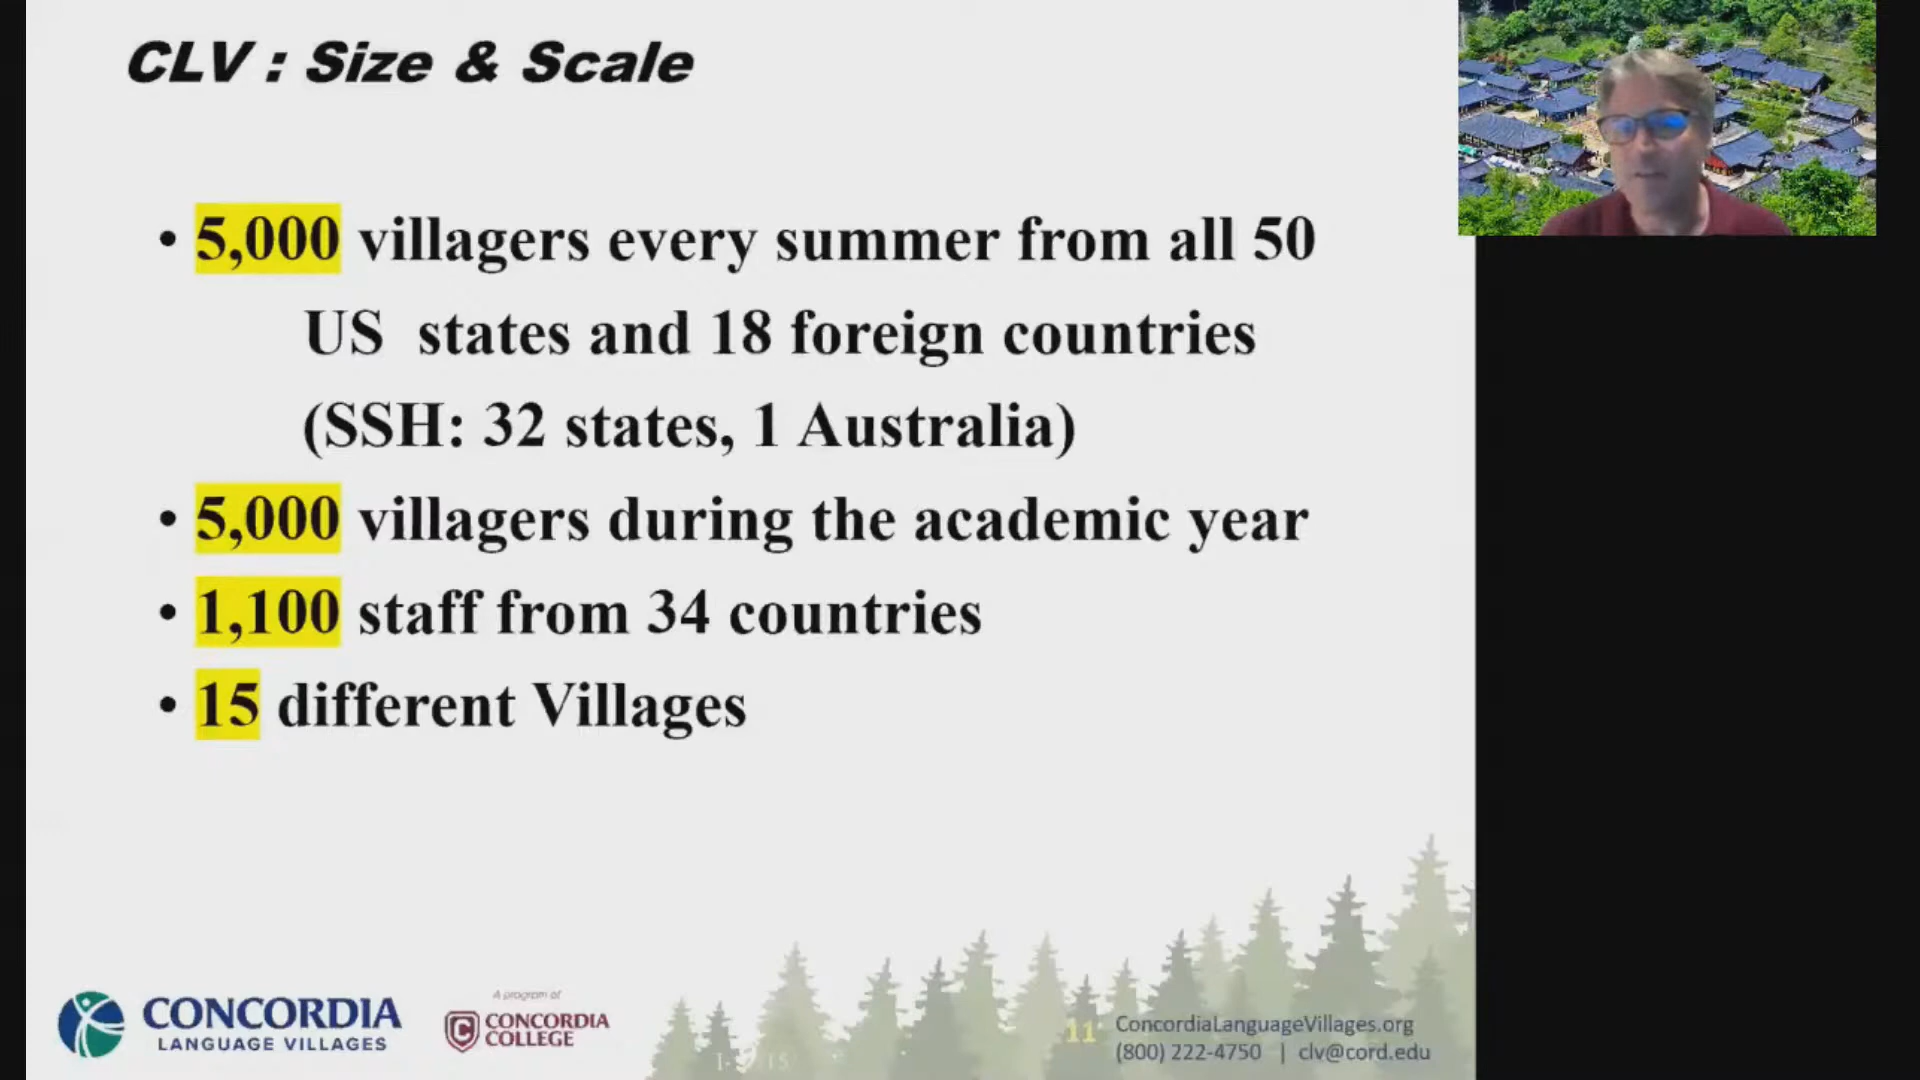 CLV : Size & Scale
• 5,000 villagers every summer from all 50
US states and 18 foreign countries
(SSH: 32 states, 1 Australia)
• 5,000 villagers during the academic year
• 1,100 staff from 34 countries
• 15 different Villages
CONCORDIA
LANGUAGE VILLAGES
A program of
CONCORDIA
COLLEGE
11
ConcordiaLanguageVillages.org
(800) 222-4750 | clv@cord.edu